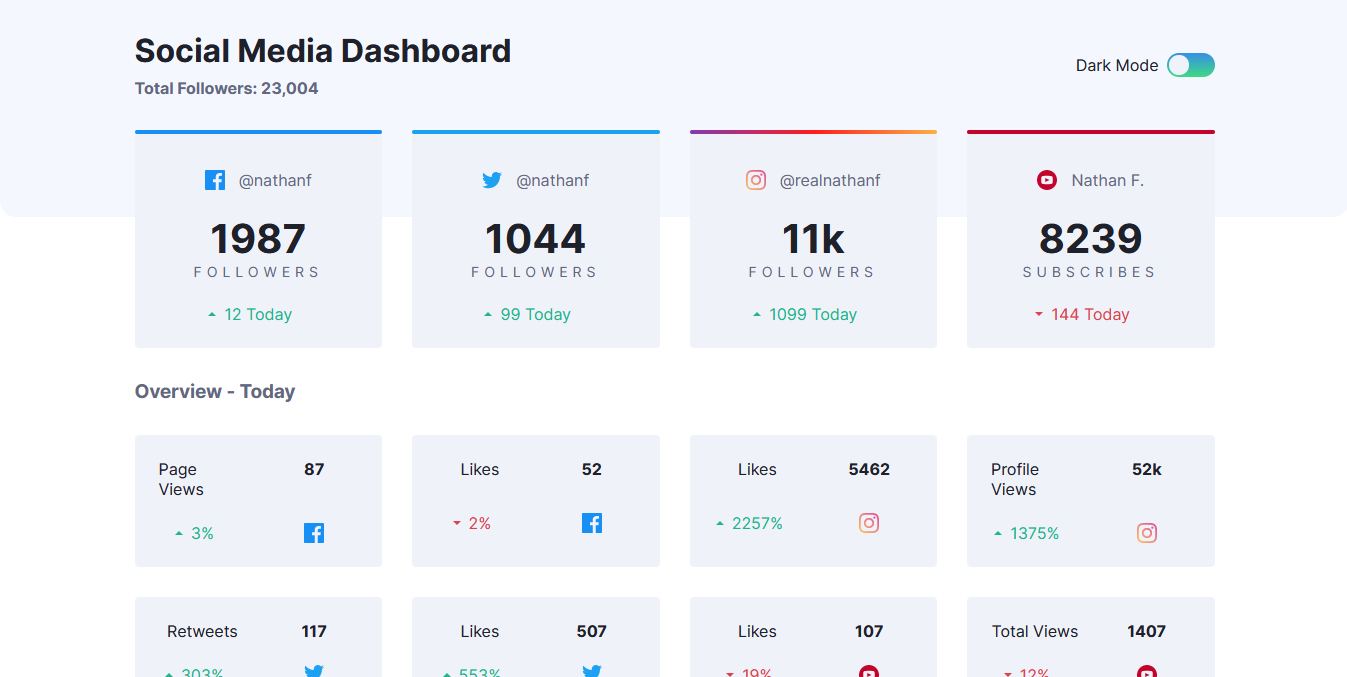 Social Media Dashboard
Total Followers: 23,004
Dark Mode
@nathanf
1987
FOLLOWERS
12 Today
@nathanf
1044
FOLLOWERS
99 Today
@realnathanf
11k
FOLLOWERS
1099 Today
Nathan F.
8239
SUBSCRIBES
144 Today
Overview - Today
Page
Views
87
3%
Likes
52
2%
Likes
5462
2257%
Profile
Views
52k
1375%
Retweets
117
303%
Likes
507
553%
Likes
107
19%
Total Views
1407
12%